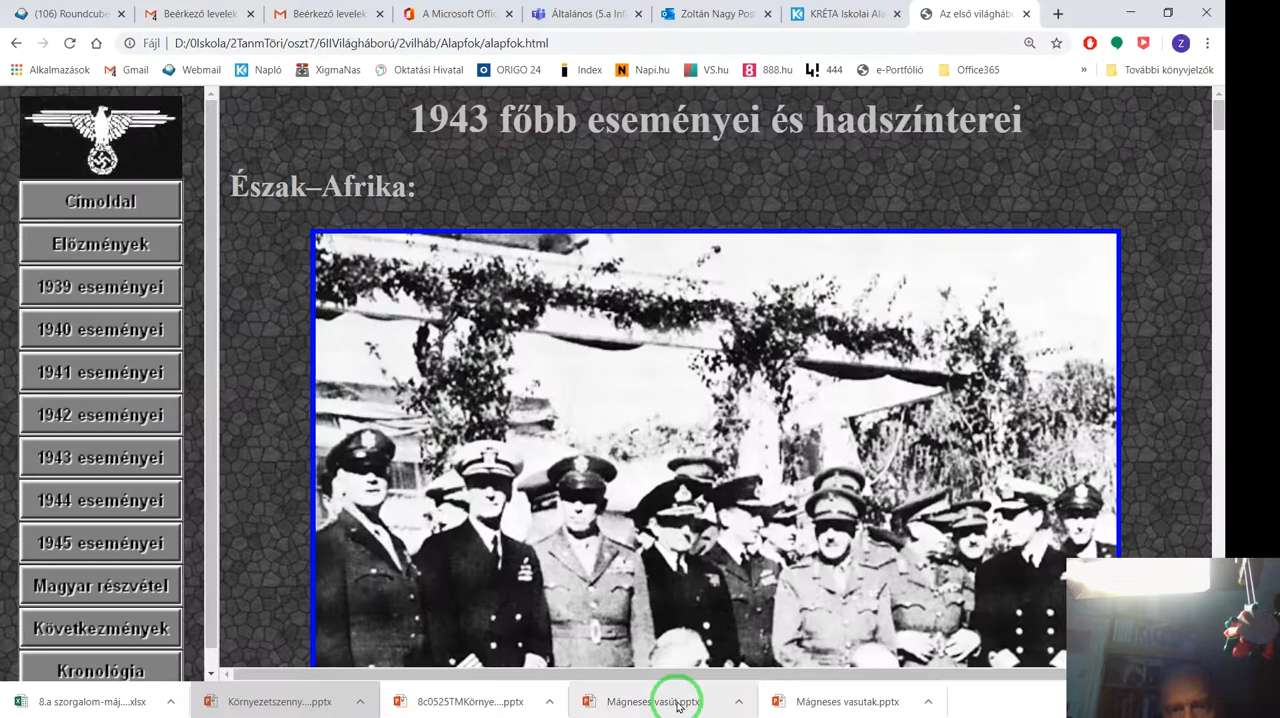 (106) Roundcube
Beérkező levelek
Beérkező levelek
A Microsoft Offic
Általános (5.a Inf
Zoltán Nagy Post
KRÉTA Iskolai Ala
Az első világhábo
Fájl
D:/0Iskola/2TanmTöri/oszt7/6IIVilágháború/2vilháb/Alapfok/alapfok.html
Alkalmazások
Gmail
Webmail
Napló
XigmaNas
Oktatási Hivatal
ORIGO 24
Index
Napi.hu
VS.hu
888.hu
444
e-Portfólió
Office365
»
További könyvjelzők
Címoldal
Előzmények
1939 eseményei
1940 eseményei
1941 eseményei
1942 eseményei
1943 eseményei
1944 eseményei
1945 eseményei
Magyar részvétel
Következmények
Kronológia
1943 főbb eseményei és hadszínterei
Észak–Afrika:
8.a szorgalom-máj....xlsx
Környezetszenny....pptx
8c0525TMKörnye....pptx
Mágneses vasút.pptx
Mágneses vasutak.pptx